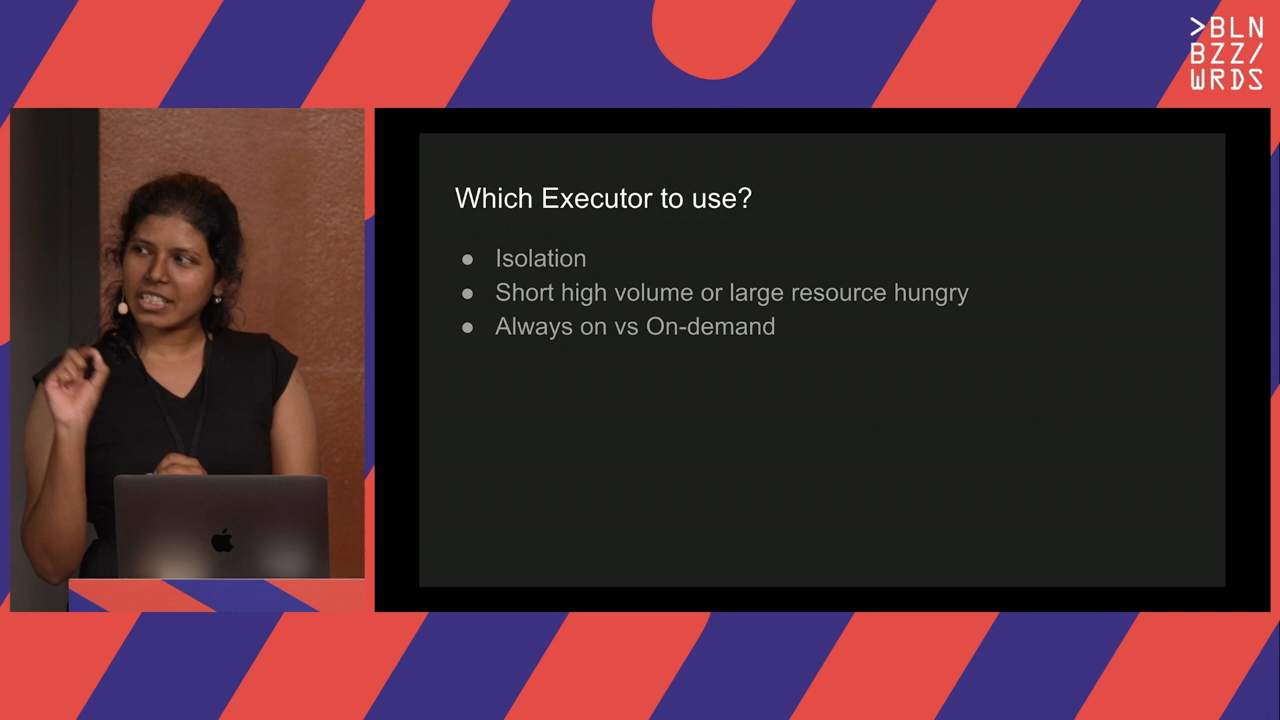 >BLN
BZZ/
WRDS
Which Executor to use?
● Isolation
● Short high volume or large resource hungry
● Always on vs On-demand